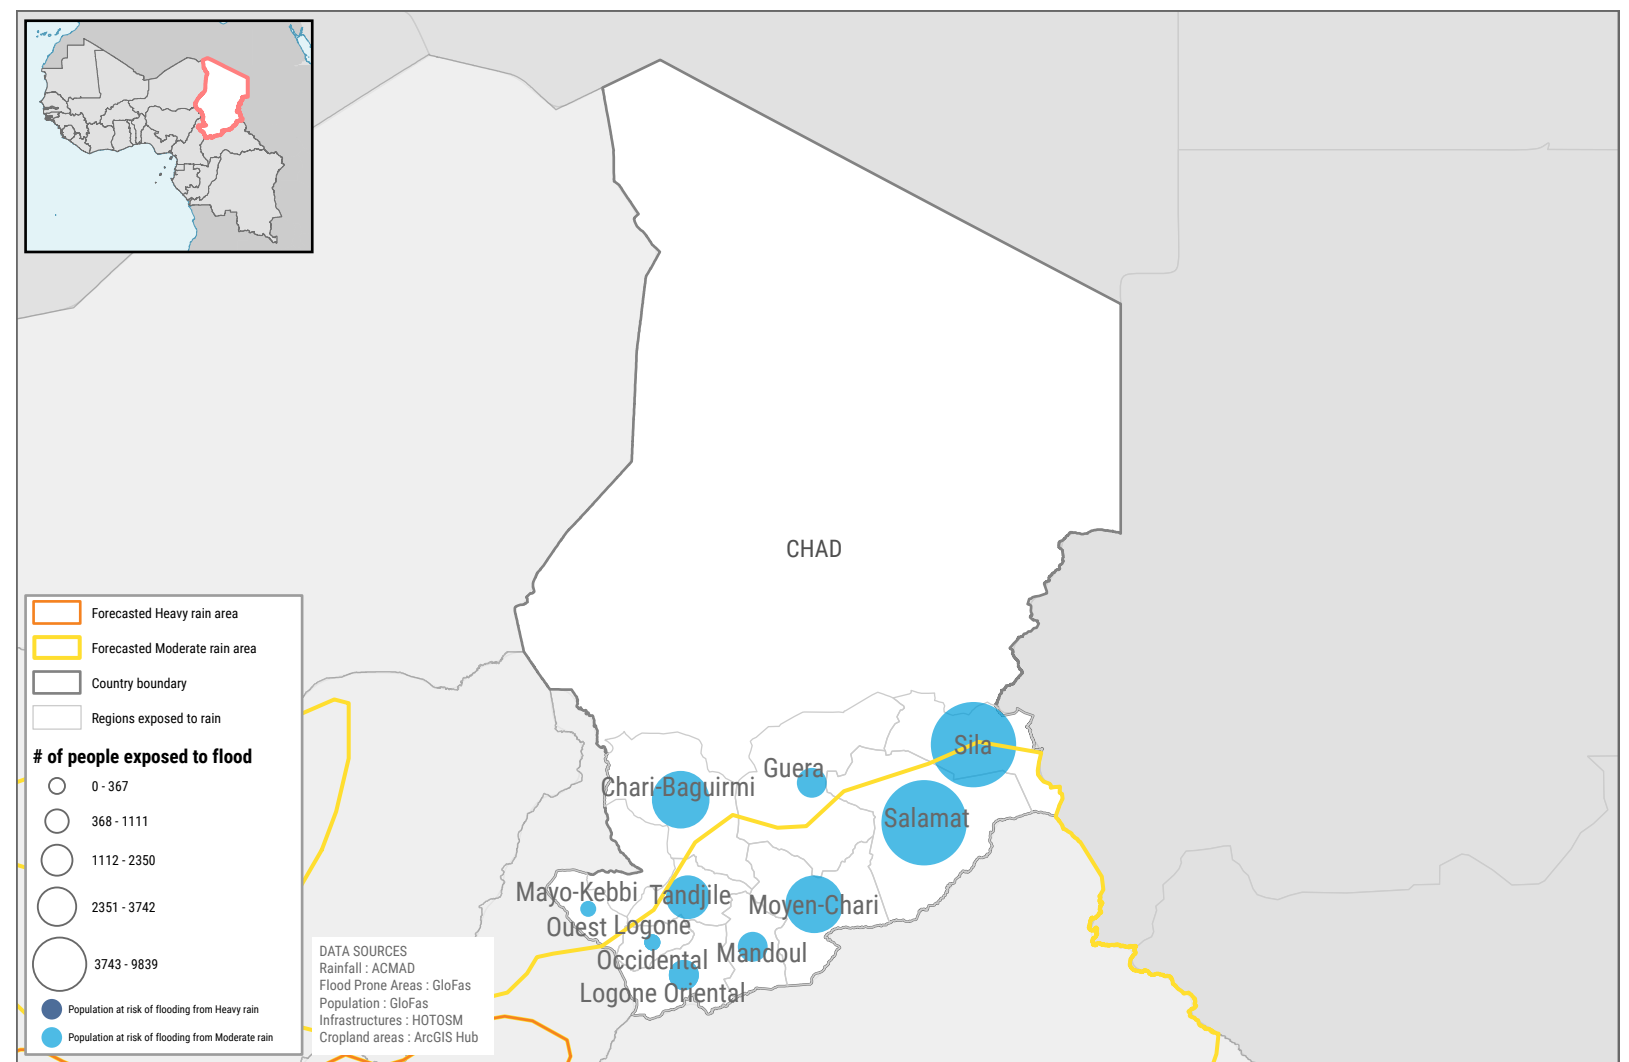 CHAD
Sila
Guera
Chari-Baguirmi
Salamat
Mayo-Kebbi
Ouest
Tandjile
Moyen-Chari
Logone
Occidental
Mandoul
Logone Oriental
Forecasted Heavy rain area
Forecasted Moderate rain area
Country boundary
Regions exposed to rain
# of people exposed to flood
0 - 367
368 - 1111
1112 - 2350
2351 - 3742
3743 - 9839
Population at risk of flooding from Heavy rain
Population at risk of flooding from Moderate rain
DATA SOURCES
Rainfall : ACMAD
Flood Prone Areas : GloFas
Population : GloFas
Infrastructures : HOTOSM
Cropland areas : ArcGIS Hub